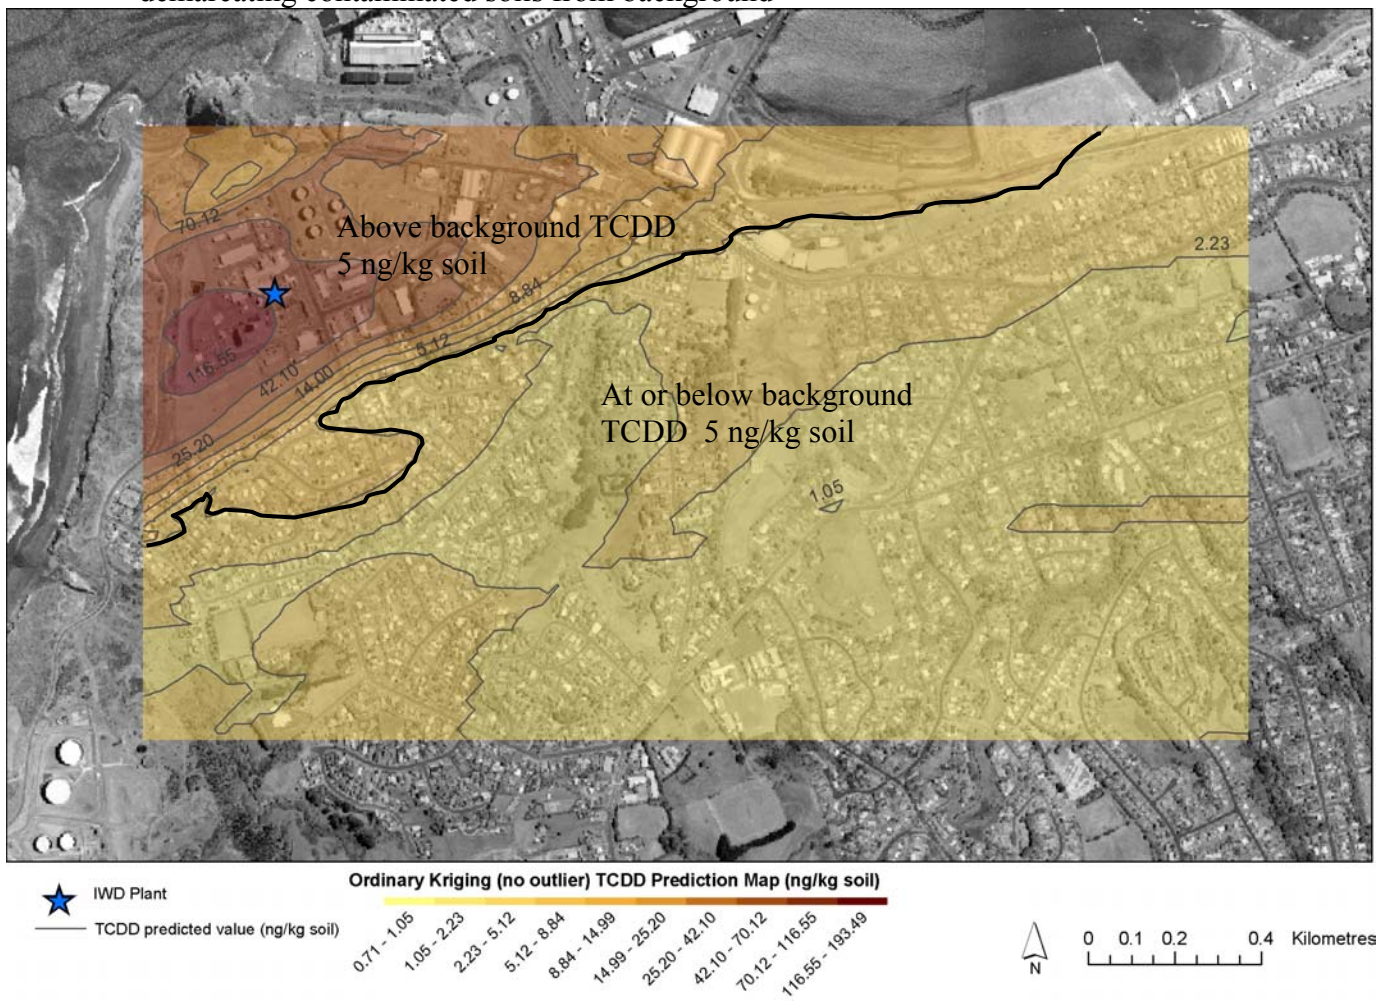 demarcating contaminated soils from background
70.12
Above background TCDD
5 ng/kg soil
2.23
8.84
5.12
116.55
42.10
14.00
At or below background
TCDD 5 ng/kg soil
25.20
1.05
Ordinary Kriging (no outlier) TCDD Prediction Map (ng/kg soil)
IWD Plant
TCDD predicted value (ng/kg soil)
0.71 - 1.05
1.05 - 2.23
2.23 - 5.12
5.12 - 8.84
8.84 - 14.99
14.99 - 25.20
25.20 - 42.10
42.10 - 70.12
70.12 - 116.55
116.55 - 193.49
N
0 0.1 0.2 0.4 Kilometres